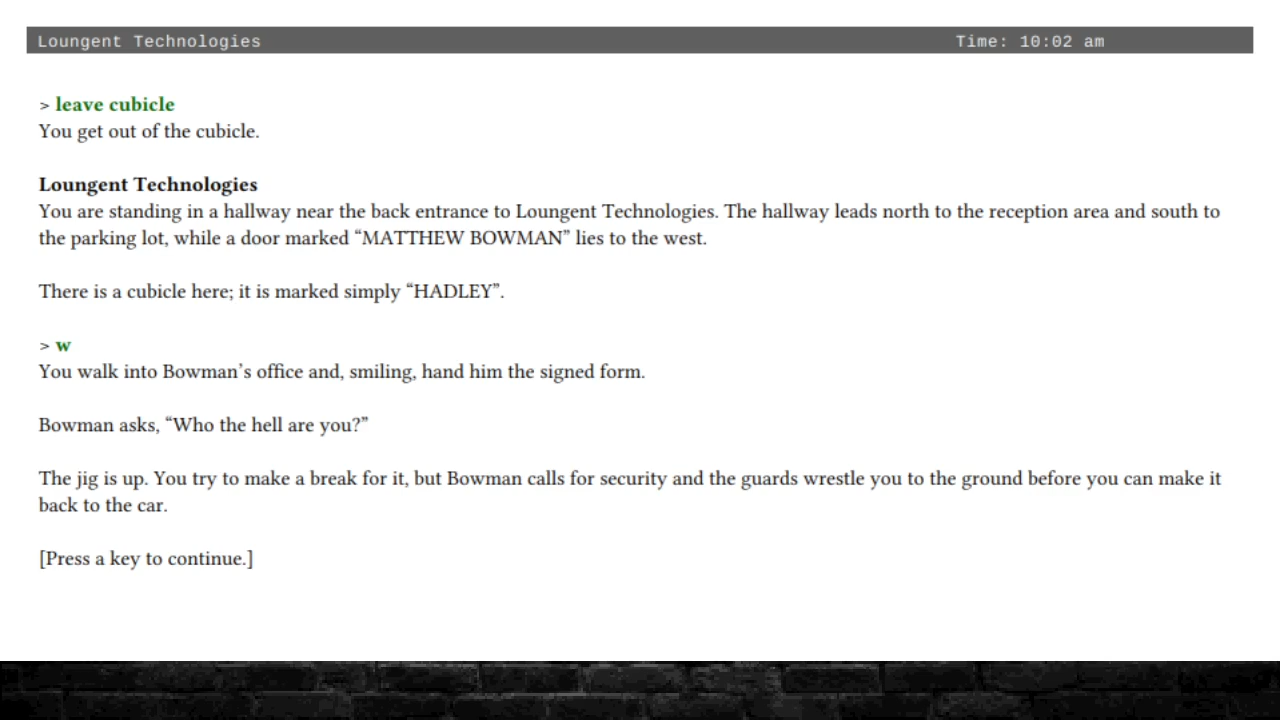 Loungent Technologies Time: 10:02 am
> leave cubicle
You get out of the cubicle.
Loungent Technologies
You are standing in a hallway near the back entrance to Loungent Technologies. The hallway leads north to the reception area and south to
the parking lot, while a door marked “MATTHEW BOWMAN” lies to the west.
There is a cubicle here; it is marked simply “HADLEY”.
> w
You walk into Bowman’s office and, smiling, hand him the signed form.
Bowman asks, “Who the hell are you?”
The jig is up. You try to make a break for it, but Bowman calls for security and the guards wrestle you to the ground before you can make it
back to the car.
[Press a key to continue.]